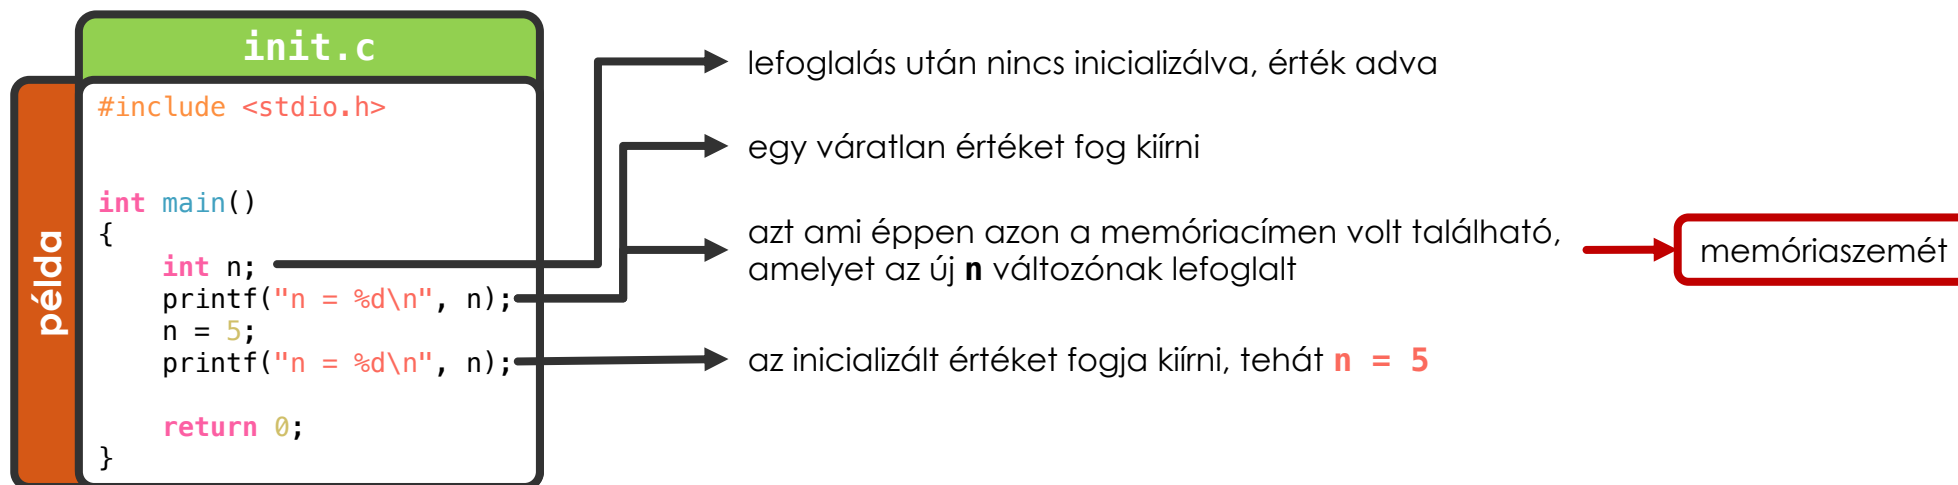 init.c
példa
#include <stdio.h>
int main()
{
int n;
printf("n = %d\n", n);
n = 5;
printf("n = %d\n", n);
return 0;
}
lefoglalás után nincs inicializálva, érték adva
egy váratlan értéket fog kiírni
azt ami éppen azon a memóriacímen volt található,
amelyet az új n változónak lefoglalt
memóriaszemét
az inicializált értéket fogja kiírni, tehát n = 5